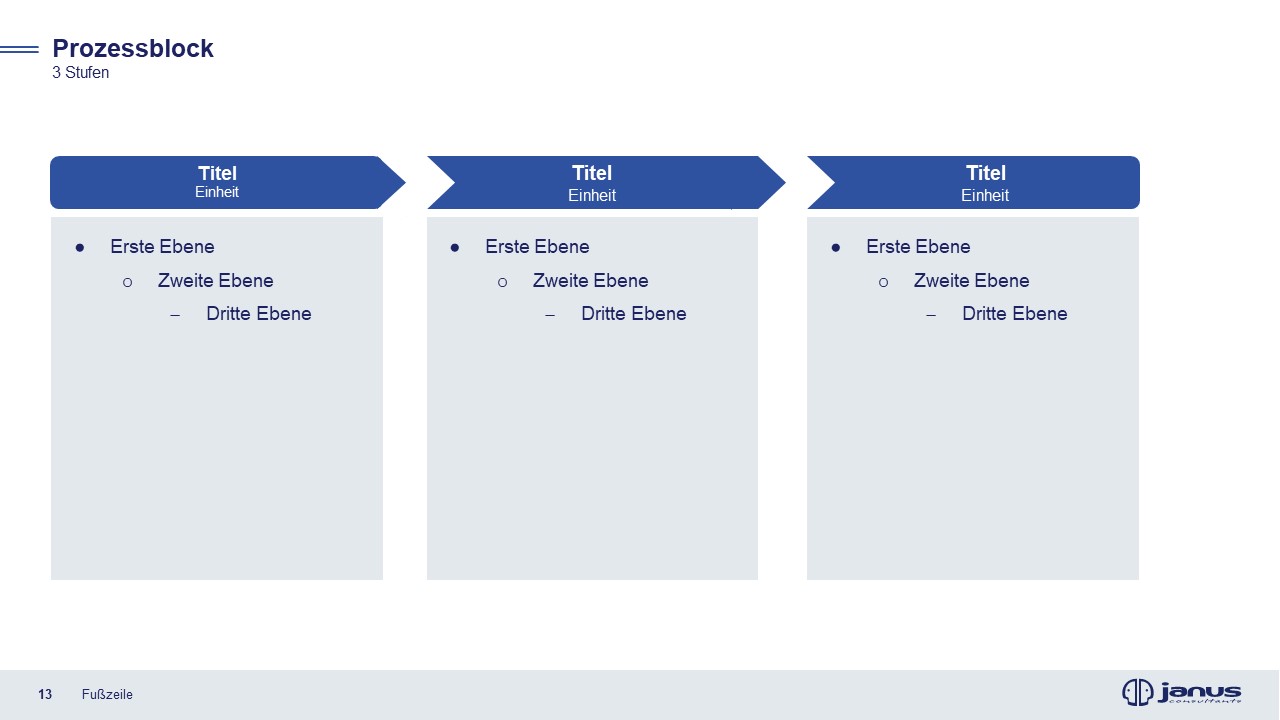 Prozessblock
3 Stufen
Titel
Einheit
● Erste Ebene
○ Zweite Ebene
– Dritte Ebene
Titel
Einheit
● Erste Ebene
○ Zweite Ebene
– Dritte Ebene
Titel
Einheit
● Erste Ebene
○ Zweite Ebene
– Dritte Ebene
13 Fußzeile
janus
consultants